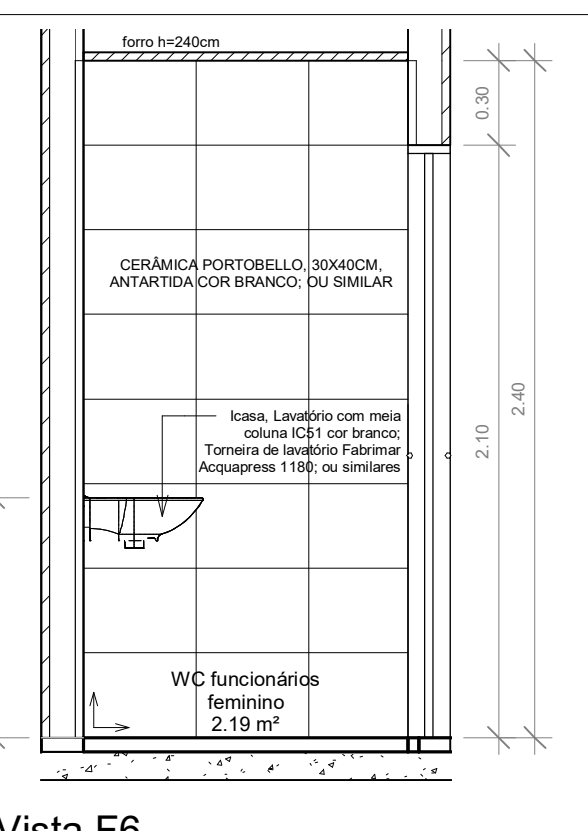 forro h=240cm
0.30
CERÂMICA PORTOBELLO, 30X40CM,
ANTARTIDA COR BRANCO; OU SIMILAR
2.40
Icasa, Lavatório com meia
coluna IC51 cor branco;
Torneira de lavatório Fabrimar
Acquapress 1180; ou similares
2.10
WC funcionários
feminino
2.19 m²
Vista F6